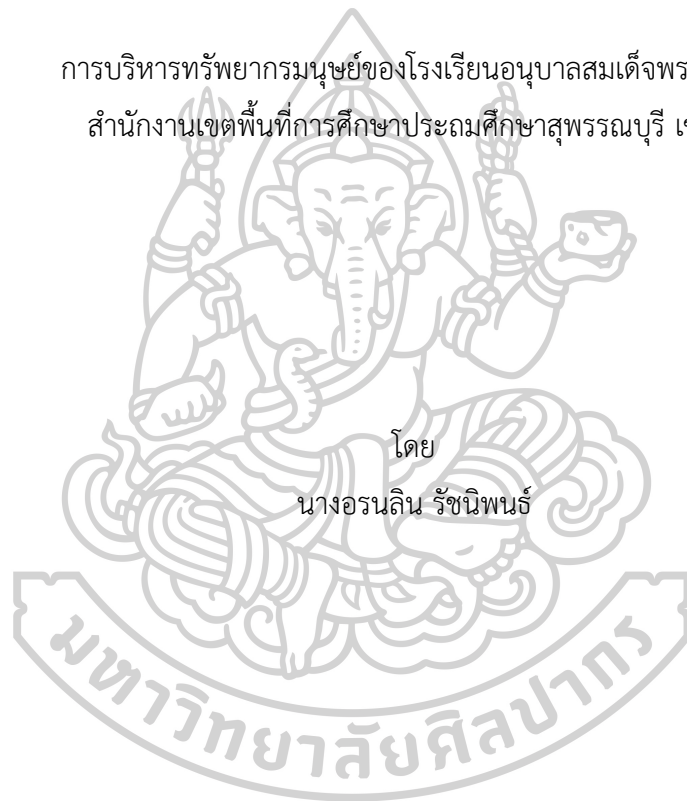 การบริหารทรัพยากรมนุษย์ของโรงเรียนอนุบาลสมเด็จ
สำนักงานเขตพื้นที่การศึกษาประถมศึกษาสุพรรณบุรี
โดย
นางอรนลิน รัชนิพนธ์
มหาวิทยาลัยศิลปากร